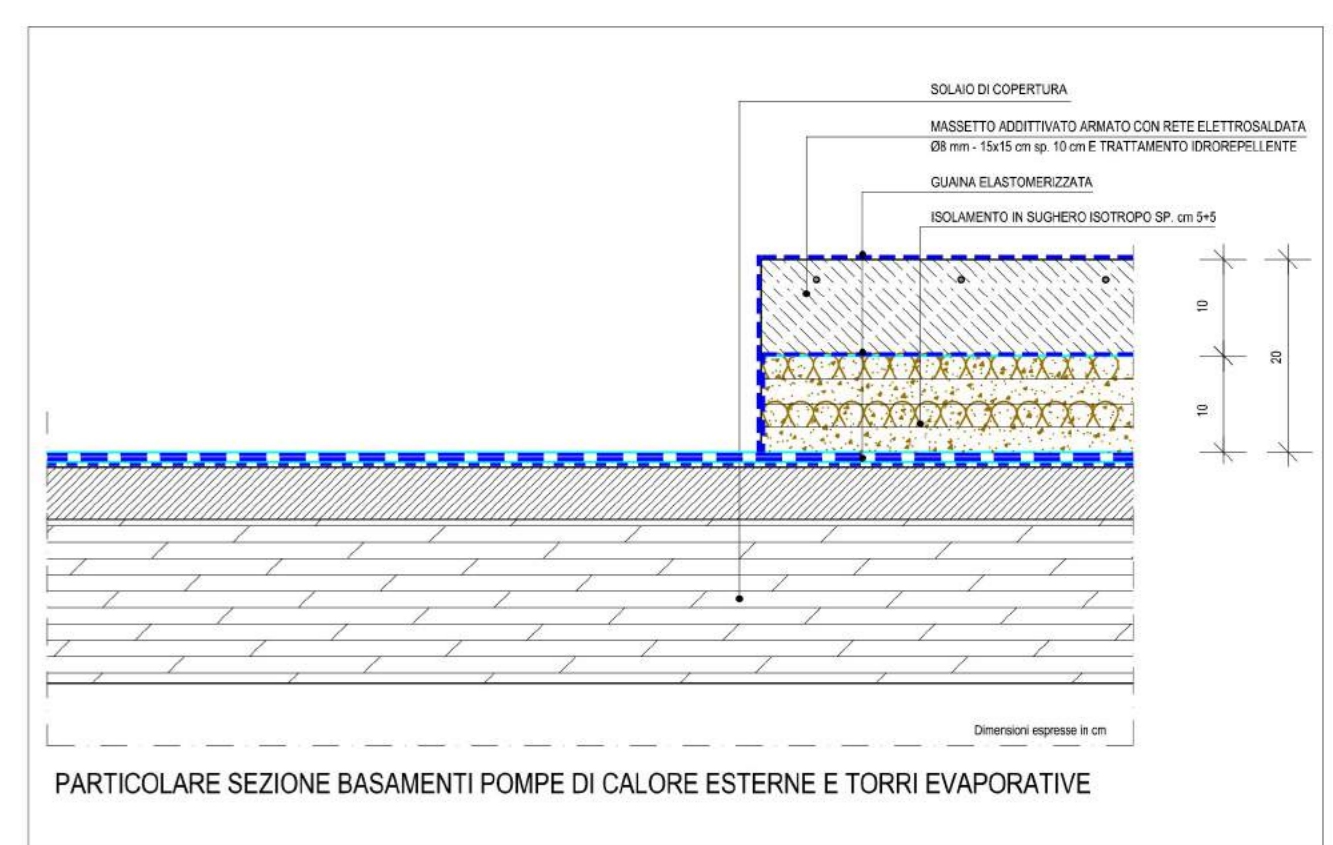 SOLAIO DI COPERTURA
MASSETTO ADDITTIVATO ARMATO CON RETE ELETTROSALDATA
Ø8 mm - 15x15 cm sp. 10 cm E TRATTAMENTO IDROREPELLENTE
GUAINA ELASTOMERIZZATA
ISOLAMENTO IN SUGHERO ISOTROPO SP. cm 5+5
10
20
10
Dimensioni espresse in cm
PARTICOLARE SEZIONE BASAMENTI POMPE DI CALORE ESTERNE E TORRI EVAPORATIVE